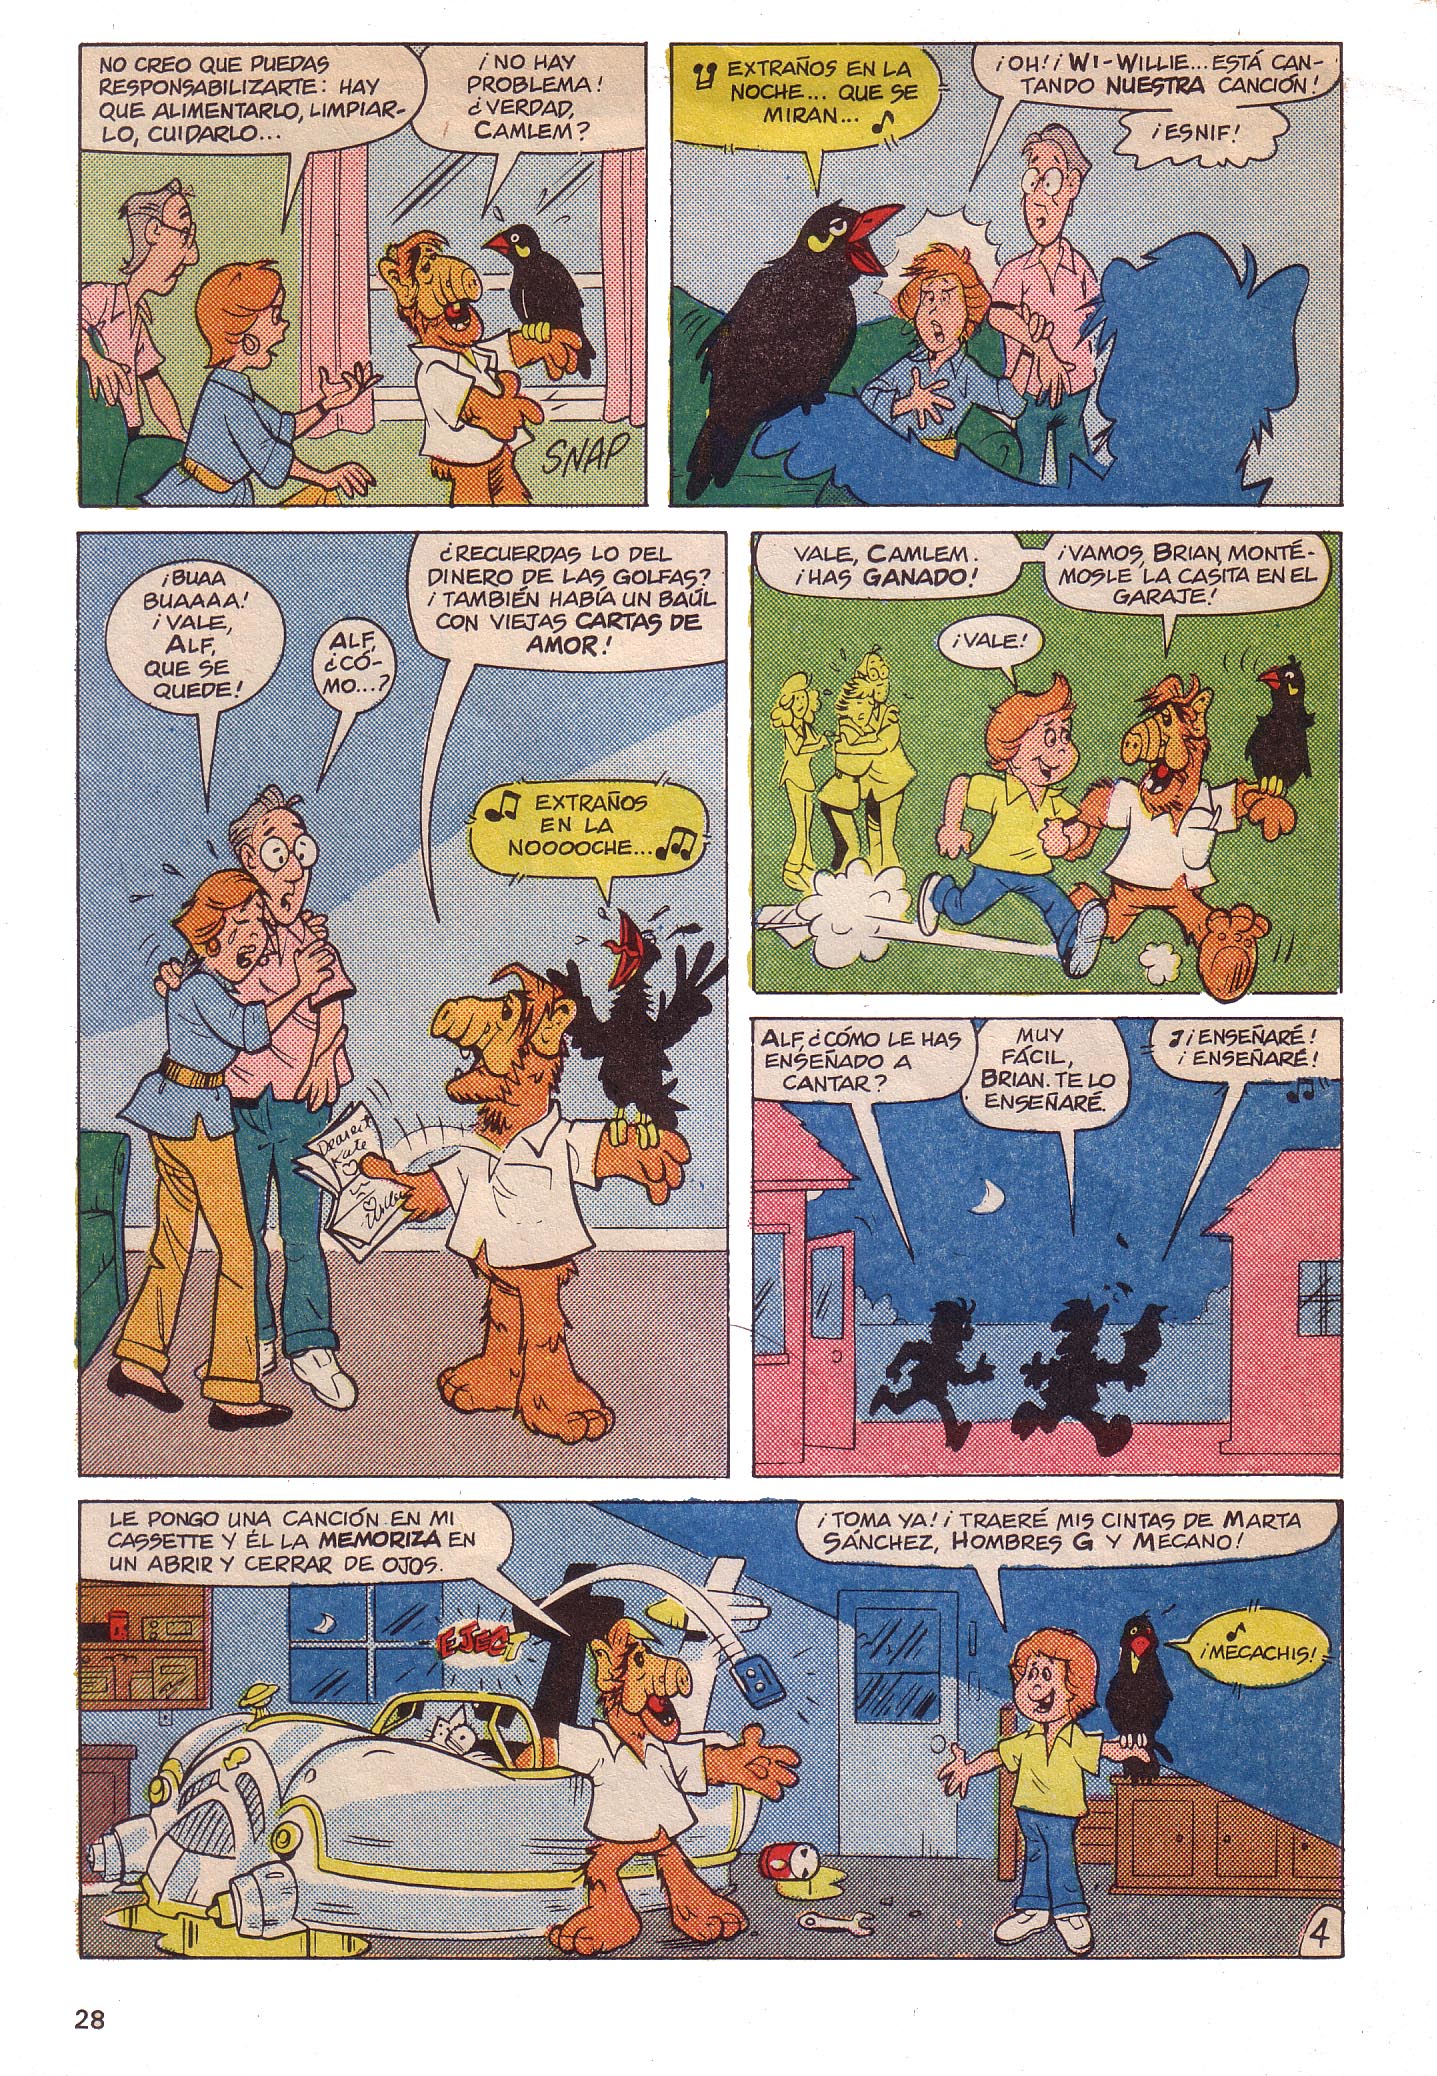 NO CREO QUE PUEDAS
RESPONSABILIZARTE: HAY
QUE ALIMENTARLO, LIMPIAR-
LO, CUIDARLO...
¡NO HAY
PROBLEMA!
¿VERDAD,
CAMLEM?
SNAP
EXTRAÑOS EN LA
NOCHE... QUE SE
MIRAN...
¡OH! ¡WI-WILLIE... ESTÁ CAN-
TANDO NUESTRA CANCIÓN!
¡ESNIF!
¡BUAA
BUAAAA!
¡VALE,
ALF,
QUE SE
QUEDE!
ALF,
¿CÓ-
MO...?
¿RECUERDAS LO DEL
DINERO DE LAS GOLFAS?
¡TAMBIÉN HABÍA UN BAÚL
CON VIEJAS CARTAS DE
AMOR!
EXTRAÑOS
EN LA
NOOOOCHE...
Dearest
Kate
VALE, CAMLEM.
¡HAS GANADO!
¡VAMOS, BRIAN, MONTÉ-
MOSLE LA CASITA EN EL
GARAJE!
¡VALE!
ALF, ¿CÓMO LE HAS
ENSEÑADO A
CANTAR?
MUY
FÁCIL,
BRIAN. TE LO
ENSEÑARÉ.
¡ENSEÑARÉ!
¡ENSEÑARÉ!
LE PONGO UNA CANCIÓN EN MI
CASSETTE Y ÉL LA MEMORIZA EN
UN ABRIR Y CERRAR DE OJOS.
EJECT
¡TOMA YA! ¡TRAERÉ MIS CINTAS DE MARTA
SÁNCHEZ, HOMBRES G Y MECANO!
¡MECACHIS!
4
28